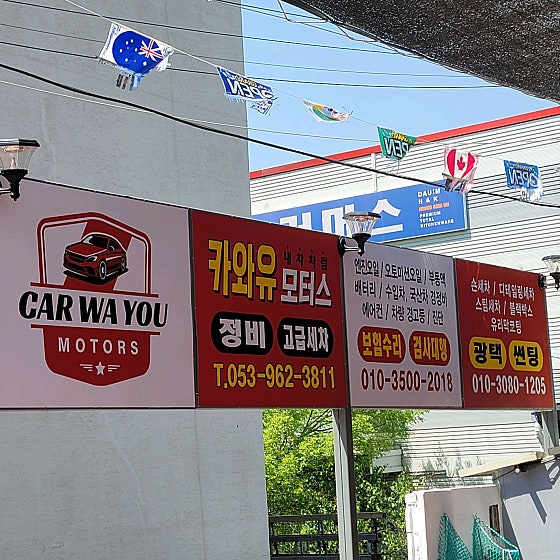 OPEN
OPEN
DAUM
H & K
PREMIUM
TOTAL
KITCHENWARE
CAR WA YOU
MOTORS
내 차 처 럼
카와유 모터스
정비 고급세차
T.053-962-3811
엔진오일 / 오토미션오일 / 부동액
배터리 / 수입차, 국산차 경정비
에어컨 / 차량 경고등 / 진단
보험수리 검사대행
010-3500-2018
손세차 / 디테일링세차
스팀세차 / 블랙박스
유리막코팅
광택 썬팅
010-3080-1205